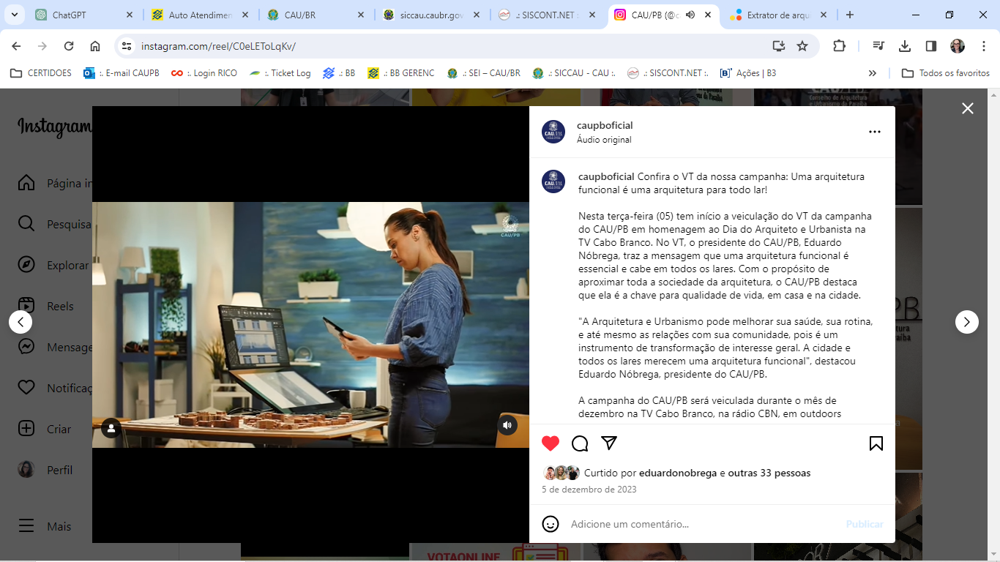 ChatGPT
Auto Atendimen
CAU/BR
siccau.caubr.gov
.: SISCONT.NET :.
CAU/PB (@c
Extrator de arqu
instagram.com/reel/C0eLEToLqKv/
CERTIDOES
:. E-mail CAUPB
:. Login RICO
:. Ticket Log
.: BB
.: BB GERENC
.: SEI – CAU/BR
.: SICCAU - CAU :.
.: SISCONT.NET :.
Ações | B3
Todos os favoritos
Conselho de Arquitetura
e Urbanismo da Paraíba
Instagram
Página in
Pesquisa
Explorar
Reels
Mensage
Notificaç
Criar
Perfil
Mais
CAU/PB
caupboficial
Áudio original
caupboficial Confira o VT da nossa campanha: Uma arquitetura
funcional é uma arquitetura para todo lar!
Nesta terça-feira (05) tem início a veiculação do VT da campanha
do CAU/PB em homenagem ao Dia do Arquiteto e Urbanista na
TV Cabo Branco. No VT, o presidente do CAU/PB, Eduardo
Nóbrega, traz a mensagem que uma arquitetura funcional é
essencial e cabe em todos os lares. Com o propósito de
aproximar toda a sociedade da arquitetura, o CAU/PB destaca
que ela é a chave para qualidade de vida, em casa e na cidade.
"A Arquitetura e Urbanismo pode melhorar sua saúde, sua rotina,
e até mesmo as relações com sua comunidade, pois é um
instrumento de transformação de interesse geral. A cidade e
todos os lares merecem uma arquitetura funcional", destacou
Eduardo Nóbrega, presidente do CAU/PB.
A campanha do CAU/PB será veiculada durante o mês de
dezembro na TV Cabo Branco, na rádio CBN, em outdoors
Curtido por eduardonobrega e outras 33 pessoas
5 de dezembro de 2023
Adicione um comentário...
Publicar
VOTAONLINE